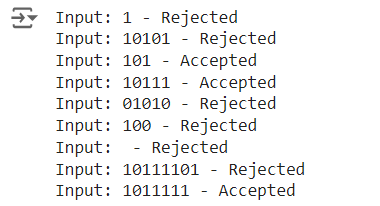 Input: 1 - Rejected
Input: 10101 - Rejected
Input: 101 - Accepted
Input: 10111 - Accepted
Input: 01010 - Rejected
Input: 100 - Rejected
Input:  - Rejected
Input: 10111101 - Rejected
Input: 1011111 - Accepted